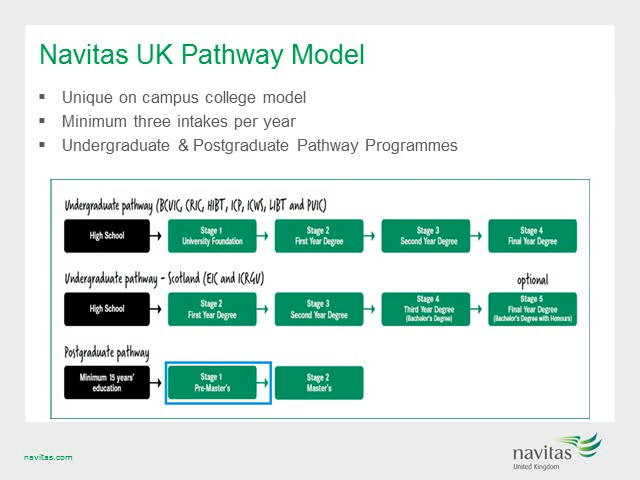 Navitas UK Pathway Model
▪ Unique on campus college model
▪ Minimum three intakes per year
▪ Undergraduate & Postgraduate Pathway Programmes
Undergraduate pathway (BCUIC, CRIC, HIBT, ICP, ICWS, LIBT and PUIC)
High School
Stage 1
University Foundation
Stage 2
First Year Degree
Stage 3
Second Year Degree
Stage 4
Final Year Degree
Undergraduate pathway - Scotland (EIC and ICRGU)
optional
High School
Stage 2
First Year Degree
Stage 3
Second Year Degree
Stage 4
Third Year Degree
(Bachelor's Degree)
Stage 5
Final Year Degree
(Bachelor's Degree with Honours)
Postgraduate pathway
Minimum 15 years'
education
Stage 1
Pre-Master's
Stage 2
Master's
navitas.com
navitas
United Kingdom